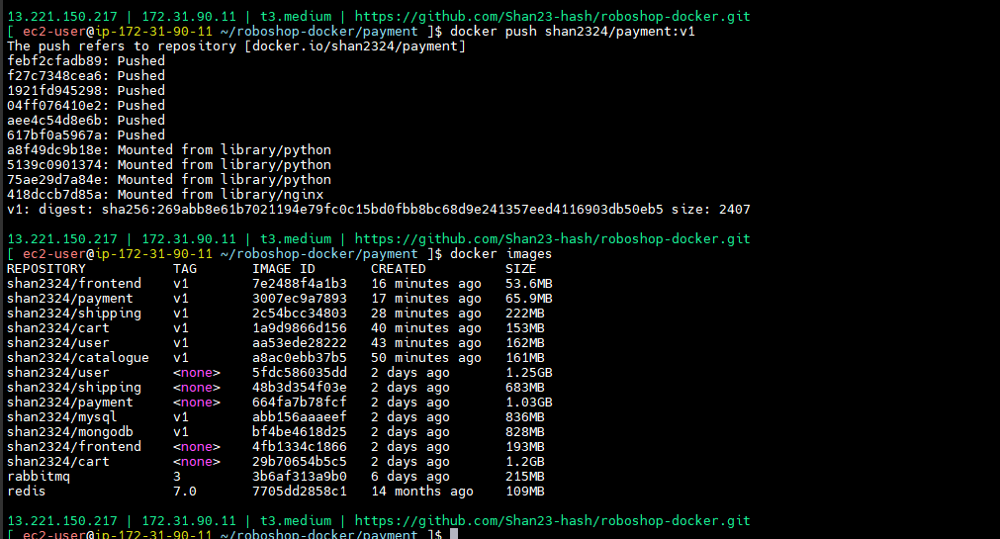 13.221.150.217 | 172.31.90.11 | t3.medium | https://github.com/Shan23-hash/roboshop-docker.git
[ ec2-user@ip-172-31-90-11 ~/roboshop-docker/payment ]$ docker push shan2324/payment:v1
The push refers to repository [docker.io/shan2324/payment]
febf2cfadb89: Pushed
f27c7348cea6: Pushed
1921fd945298: Pushed
04ff076410e2: Pushed
aee4c54d8e6b: Pushed
617bf0a5967a: Pushed
a8f49dc9b18e: Mounted from library/python
5139c0901374: Mounted from library/python
75ae29d7a84e: Mounted from library/python
418dccb7d85a: Mounted from library/nginx
v1: digest: sha256:269abb8e61b7021194e79fc0c15bd0fbb8bc68d9e241357eed4116903db50eb5 size: 2407
13.221.150.217 | 172.31.90.11 | t3.medium | https://github.com/Shan23-hash/roboshop-docker.git
[ ec2-user@ip-172-31-90-11 ~/roboshop-docker/payment ]$ docker images
REPOSITORY TAG IMAGE ID CREATED SIZE
shan2324/frontend v1 7e2488f4a1b3 16 minutes ago 53.6MB
shan2324/payment v1 3007ec9a7893 17 minutes ago 65.9MB
shan2324/shipping v1 2c54bcc34803 28 minutes ago 222MB
shan2324/cart v1 1a9d9866d156 40 minutes ago 153MB
shan2324/user v1 aa53ede28222 43 minutes ago 162MB
shan2324/catalogue v1 a8ac0ebb37b5 50 minutes ago 161MB
shan2324/user <none> 5fdc586035dd 2 days ago 1.25GB
shan2324/shipping <none> 48b3d354f03e 2 days ago 683MB
shan2324/payment <none> 664fa7b78fcf 2 days ago 1.03GB
shan2324/mysql v1 abb156aaaeef 2 days ago 836MB
shan2324/mongodb v1 bf4be4618d25 2 days ago 828MB
shan2324/frontend <none> 4fb1334c1866 2 days ago 193MB
shan2324/cart <none> 29b70654b5c5 2 days ago 1.2GB
rabbitmq 3 3b6af313a9b0 6 days ago 215MB
redis 7.0 7705dd2858c1 14 months ago 109MB
13.221.150.217 | 172.31.90.11 | t3.medium | https://github.com/Shan23-hash/roboshop-docker.git
[ ec2-user@ip-172-31-90-11 ~/roboshop-docker/payment ]$